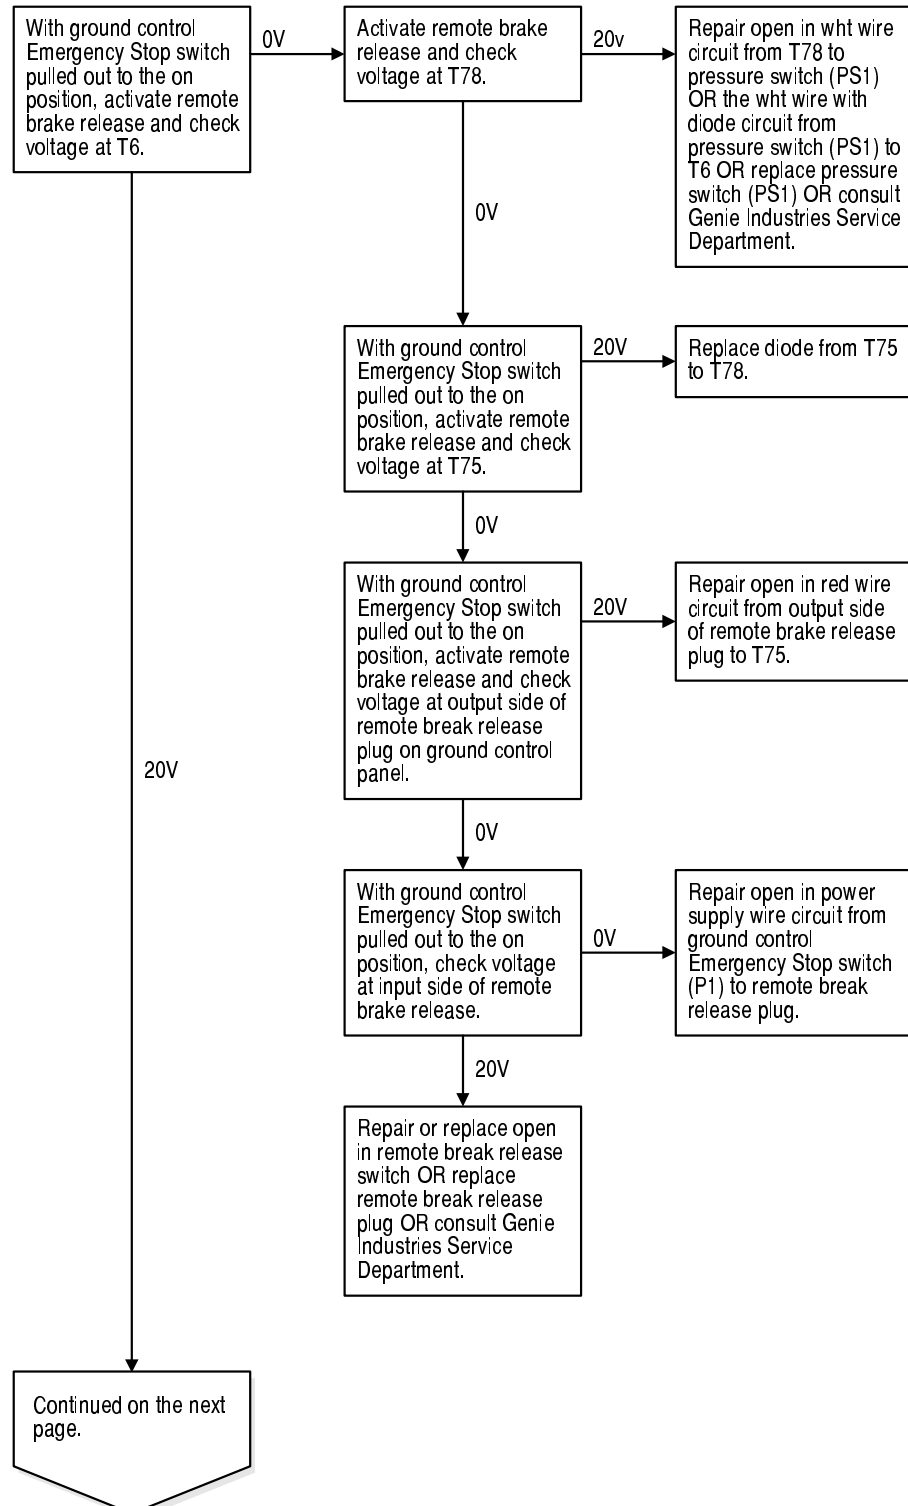 With ground control
Emergency Stop switch
pulled out to the on
position, activate remote
brake release and check
voltage at T6.
0V
Activate remote brake
release and check
voltage at T78.
20v
Repair open in wht wire
circuit from T78 to
pressure switch (PS1)
OR the wht wire with
diode circuit from
pressure switch (PS1) to
T6 OR replace pressure
switch (PS1) OR consult
Genie Industries Service
Department.
0V
With ground control
Emergency Stop switch
pulled out to the on
position, activate remote
brake release and check
voltage at T75.
20V
Replace diode from T75
to T78.
0V
With ground control
Emergency Stop switch
pulled out to the on
position, activate remote
brake release and check
voltage at output side of
remote break release
plug on ground control
panel.
20V
Repair open in red wire
circuit from output side
of remote brake release
plug to T75.
20V
0V
With ground control
Emergency Stop switch
pulled out to the on
position, check voltage
at input side of remote
brake release.
0V
Repair open in power
supply wire circuit from
ground control
Emergency Stop switch
(P1) to remote break
release plug.
20V
Repair or replace open
in remote break release
switch OR replace
remote break release
plug OR consult Genie
Industries Service
Department.
Continued on the next
page.